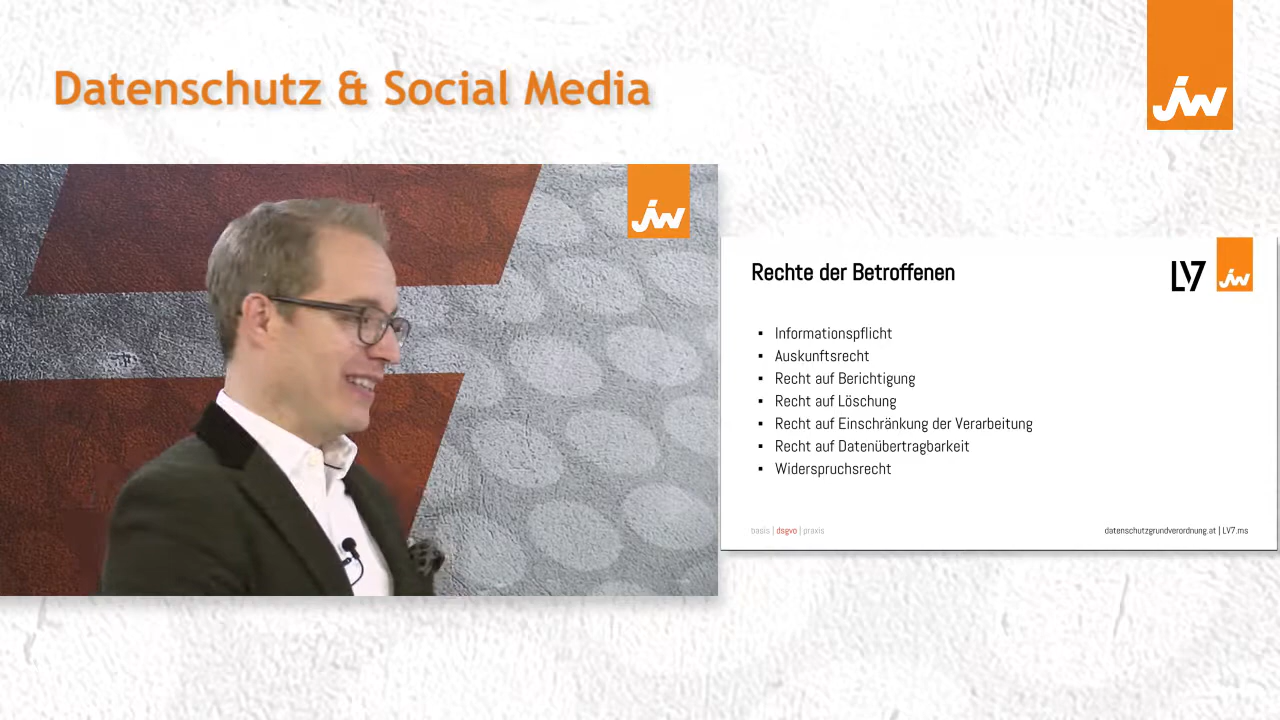 Datenschutz & Social Media
jw
jw
Rechte der Betroffenen
LV7
jw
▪ Informationspflicht
▪ Auskunftsrecht
▪ Recht auf Berichtigung
▪ Recht auf Löschung
▪ Recht auf Einschränkung der Verarbeitung
▪ Recht auf Datenübertragbarkeit
▪ Widerspruchsrecht
basis | dsgvo | praxis
datenschutzgrundverordnung.at | LV7.ms